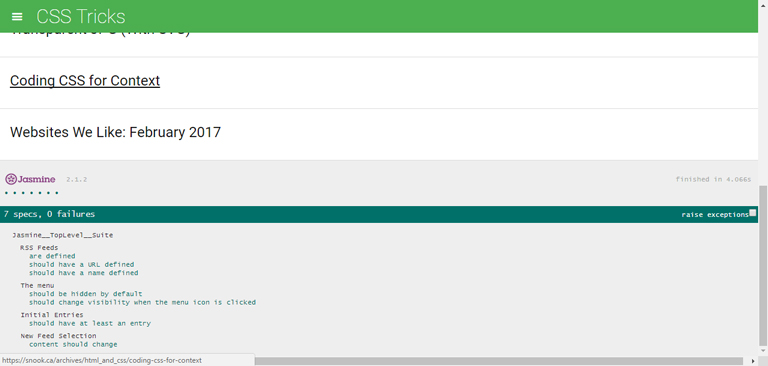 CSS Tricks
Coding CSS for Context
Websites We Like: February 2017
Jasmine 2.1.2
finished in 4.066s
7 specs, 0 failures
raise exceptions
Jasmine__TopLevel__Suite
RSS Feeds
are defined
should have a URL defined
should have a name defined
The menu
should be hidden by default
should change visibility when the menu icon is clicked
Initial Entries
should have at least an entry
New Feed Selection
content should change
https://snook.ca/archives/html_and_css/coding-css-for-context